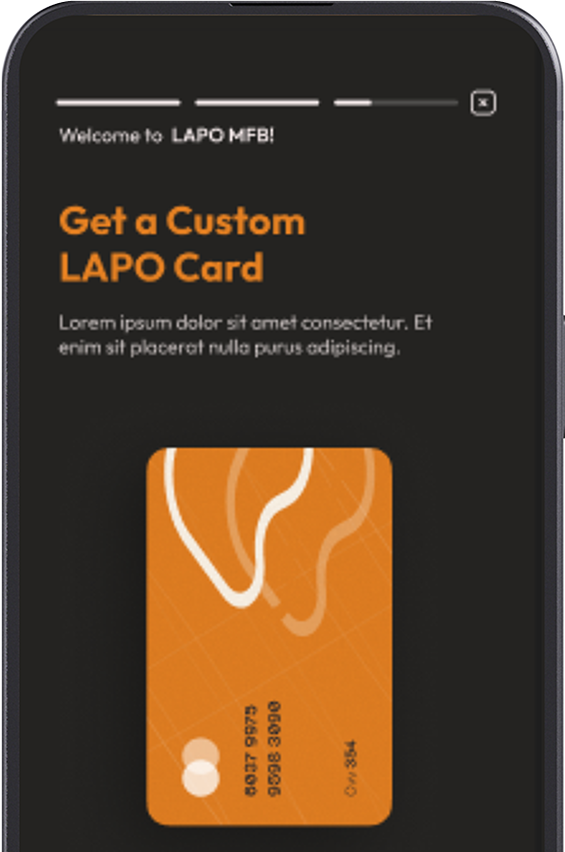 Welcome to LAPO MFB!
Get a Custom
LAPO Card
Lorem ipsum dolor sit amet consectetur. Et
enim sit placerat nulla purus adipiscing.
6037 9975
9598 3090
Cvv 354